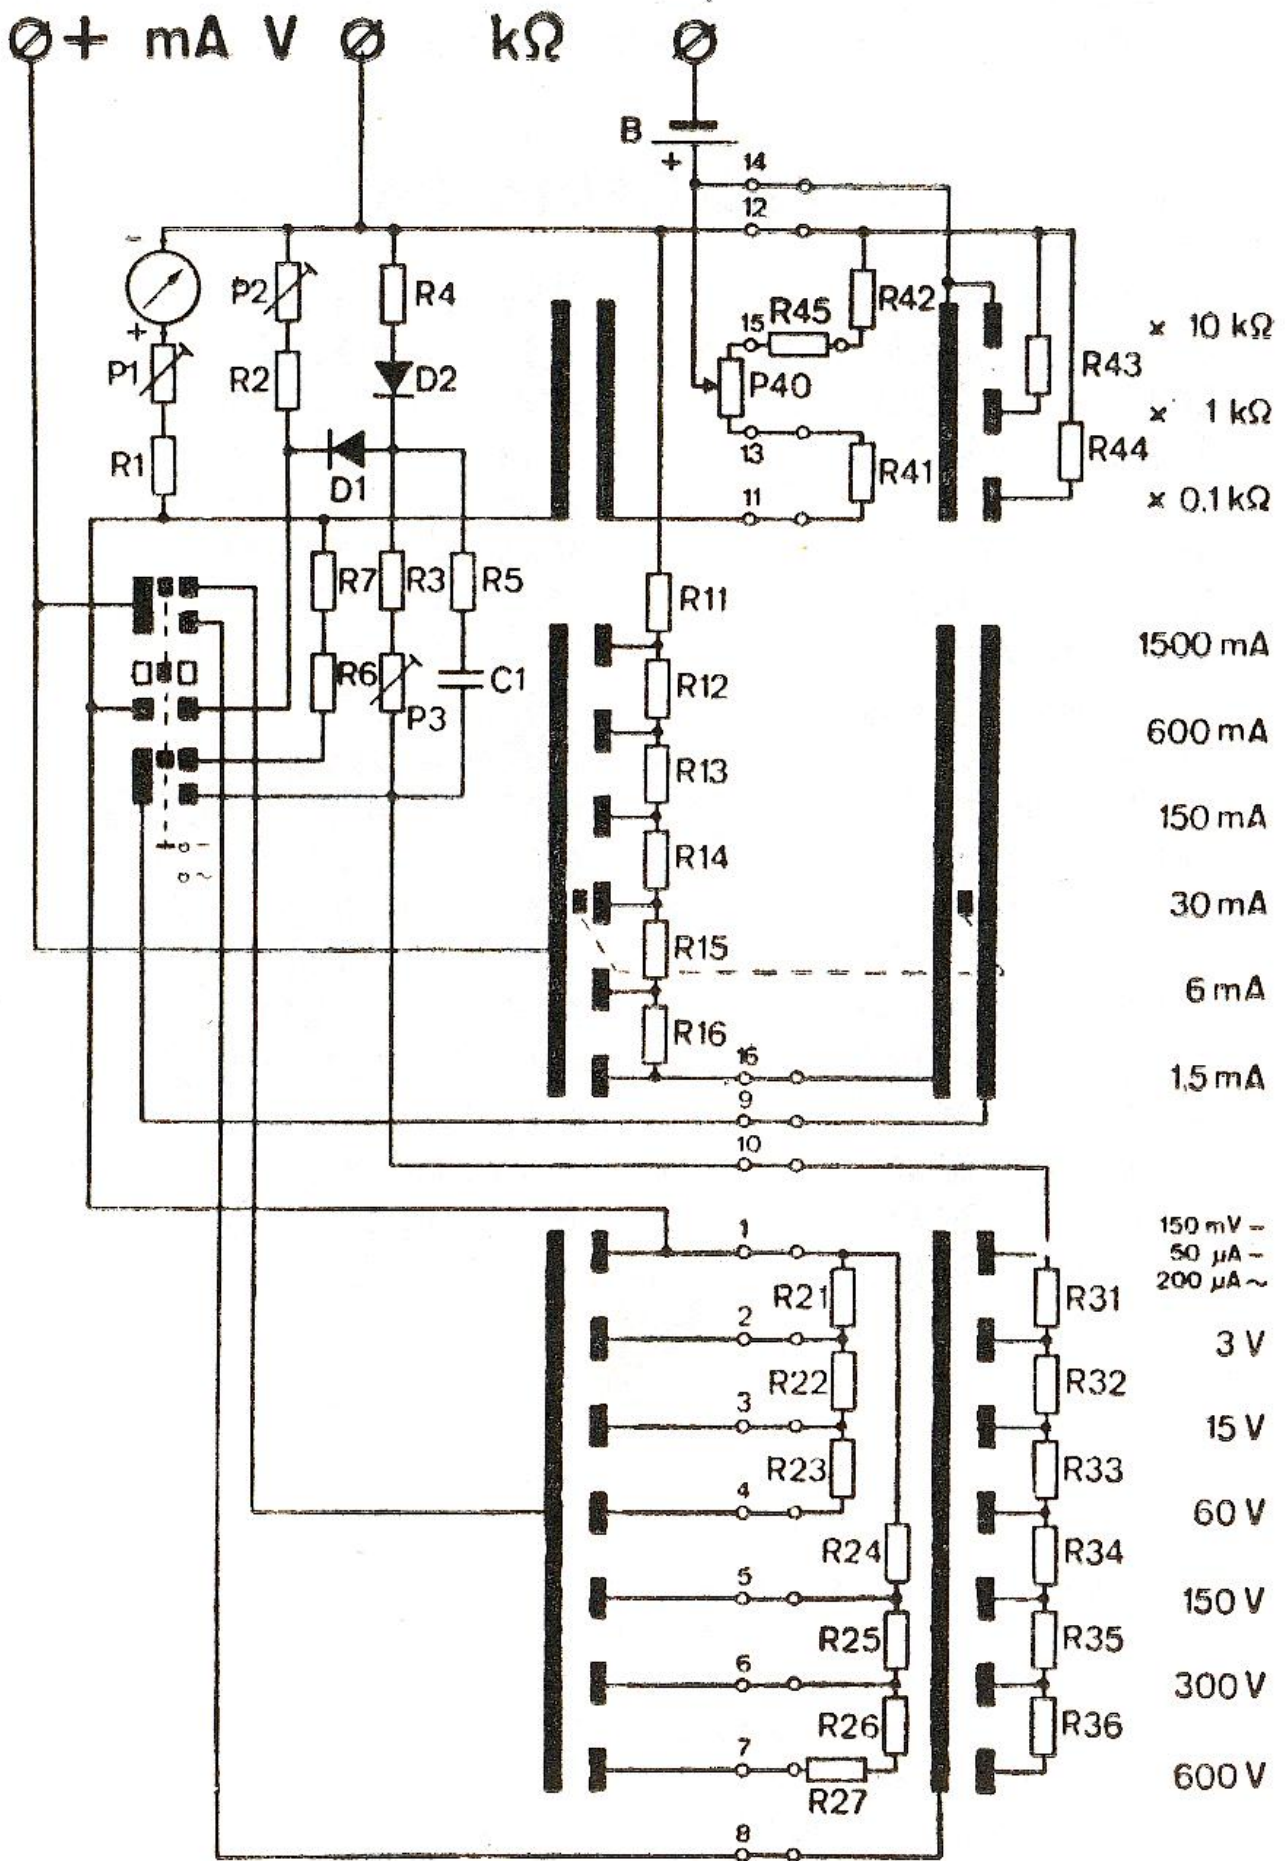 + mA V kΩ
B
+
14
12
-
P2
R4
R42
15 R45
× 10 kΩ
+
P1
R2
D2
P40
R43
× 1 kΩ
R1
D1
13
R41
R44
11
× 0,1 kΩ
R7
R3
R5
R11
1500 mA
R6
P3
C1
R12
600 mA
R13
150 mA
-
~
R14
30 mA
R15
6 mA
R16
16
1,5 mA
9
10
1
150 mV –
50 µA –
200 µA ~
R21
R31
2
3 V
R22
R32
3
15 V
R23
R33
4
60 V
R24
R34
5
150 V
R25
R35
6
300 V
R26
R36
7
600 V
R27
8